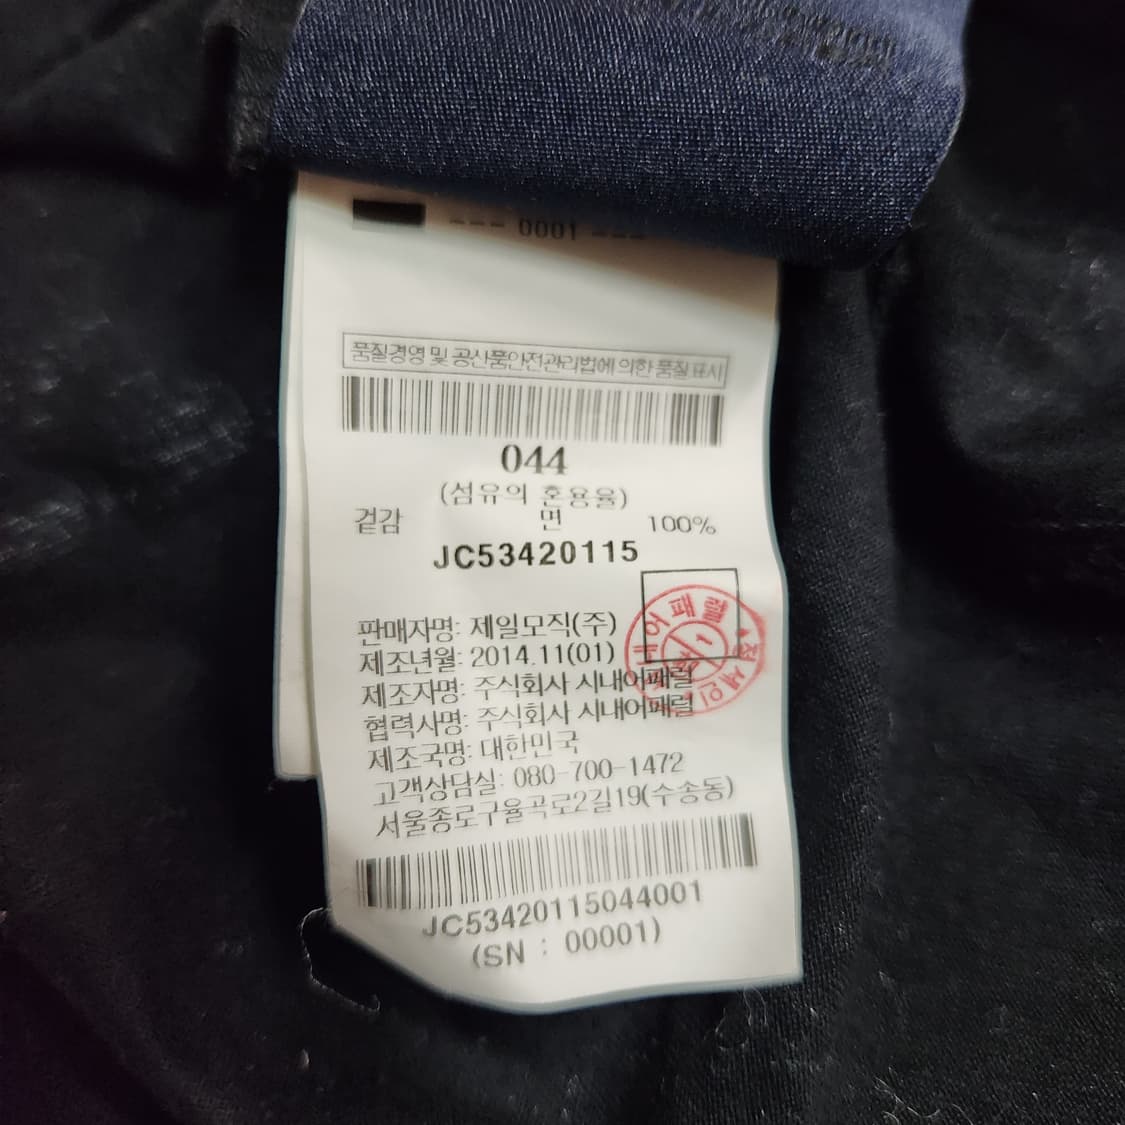 --- 0001 ---
품질경영 및 공산품안전관리법에 의한 품질 표시
044
(섬유의 혼용율)
겉감 면 100%
JC53420115
판매자명: 제일모직(주)
제조년월: 2014.11(01)
제조자명: 주식회사 시내어패럴
협력사명: 주식회사 시내어패럴
제조국명: 대한민국
고객상담실: 080-700-1472
서울종로구율곡로2길19(수송동)
JC53420115044001
(SN : 00001)